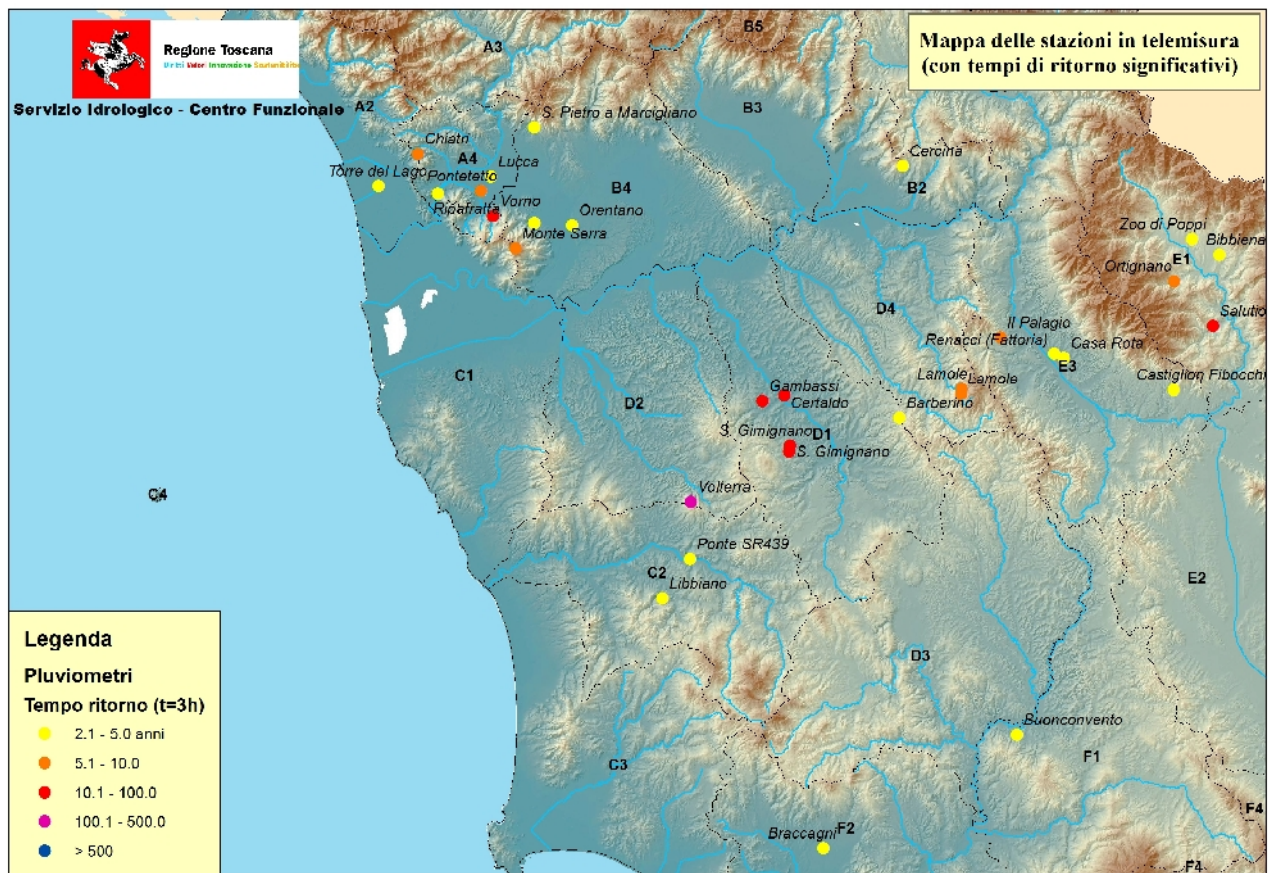 Regione Toscana
Diritti Valori Innovazione Sostenibilità
Servizio Idrologico - Centro Funzionale
Mappa delle stazioni in telemisura
(con tempi di ritorno significativi)
A3
B5
A2
B3
S. Pietro a Marcigliano
Chiatri
A4
Lucca
Torre del Lago
Pontetetto
B4
Cercina
B2
Ripafratta
Vorno
Orentano
Monte Serra
Zoo di Poppi
Bibbiena
Ortignano
E1
D4
Salutio
Il Palagio
Renacci (Fattoria)
Casa Rota
E3
C1
Lamole
Lamole
Castiglion Fibocchi
Gambassi
Certaldo
D2
Barberino
S. Gimignano
D1
S. Gimignano
C4
Volterra
Ponte SR439
C2
Libbiano
E2
D3
Buonconvento
F1
C3
F4
Braccagni
F2
F4
Legenda
Pluviometri
Tempo ritorno (t=3h)
2.1 - 5.0 anni
5.1 - 10.0
10.1 - 100.0
100.1 - 500.0
> 500